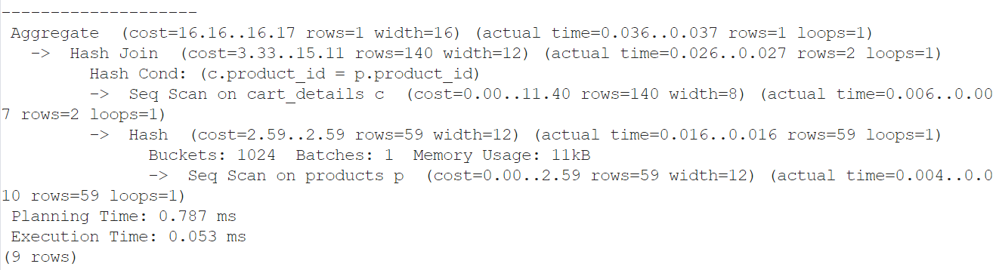 --------------------
 Aggregate  (cost=16.16..16.17 rows=1 width=16) (actual time=0.036..0.037 rows=1 loops=1)
   ->  Hash Join  (cost=3.33..15.11 rows=140 width=12) (actual time=0.026..0.027 rows=2 loops=1)
         Hash Cond: (c.product_id = p.product_id)
         ->  Seq Scan on cart_details c  (cost=0.00..11.40 rows=140 width=8) (actual time=0.006..0.00
7 rows=2 loops=1)
         ->  Hash  (cost=2.59..2.59 rows=59 width=12) (actual time=0.016..0.016 rows=59 loops=1)
               Buckets: 1024  Batches: 1  Memory Usage: 11kB
               ->  Seq Scan on products p  (cost=0.00..2.59 rows=59 width=12) (actual time=0.004..0.0
10 rows=59 loops=1)
 Planning Time: 0.787 ms
 Execution Time: 0.053 ms
(9 rows)